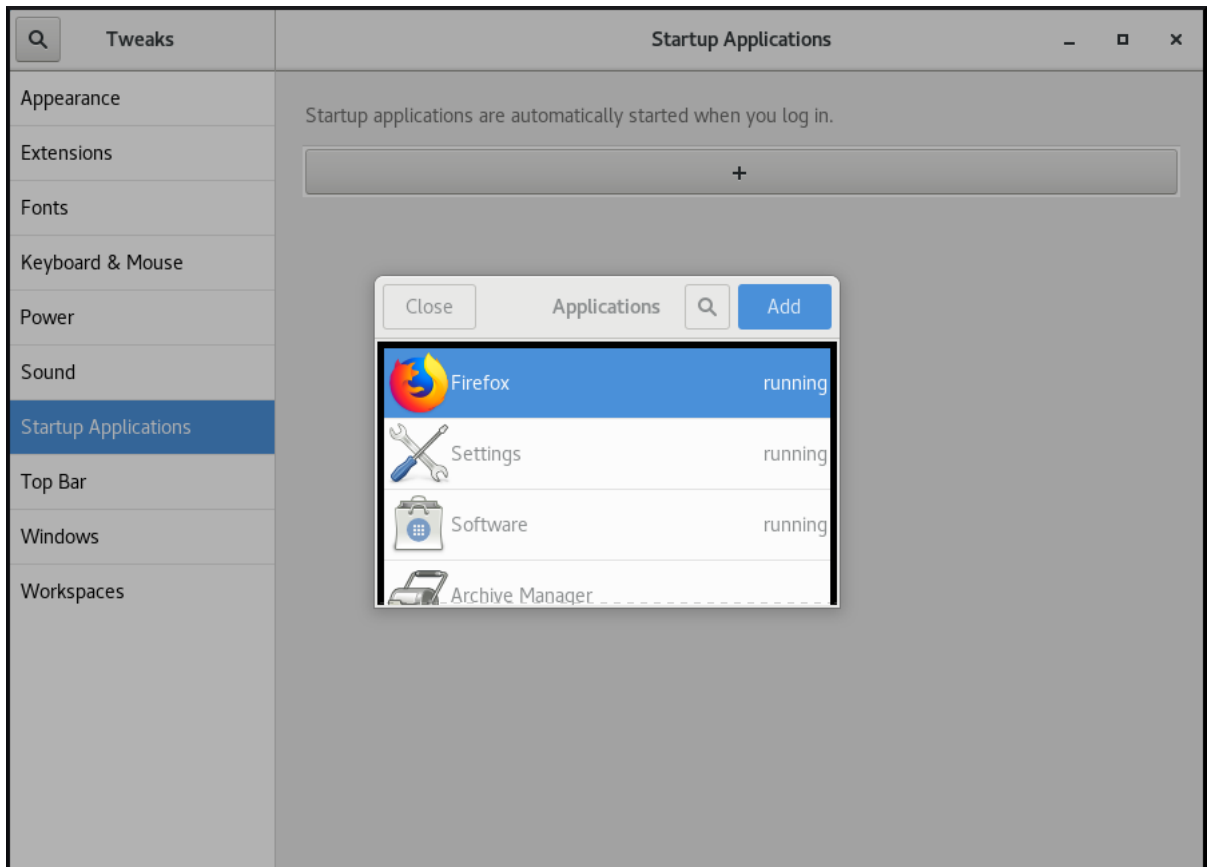 Tweaks
Startup Applications
Appearance
Extensions
Fonts
Keyboard & Mouse
Power
Sound
Startup Applications
Top Bar
Windows
Workspaces
Startup applications are automatically started when you log in.
+
Close Applications Add
Firefox running
Settings running
Software running
Archive Manager